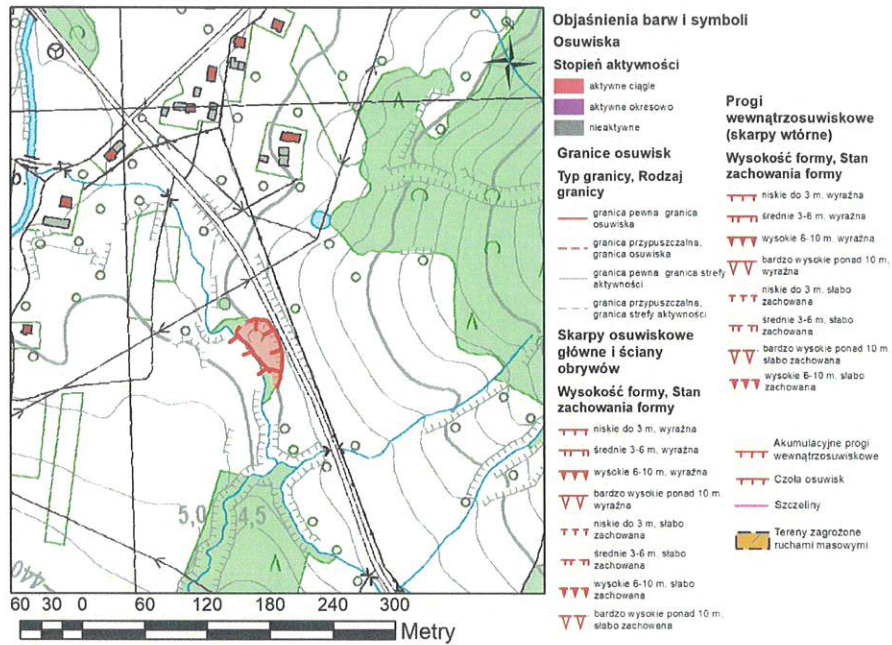 Objaśnienia barw i symboli
Osuwiska
Stopień aktywności
aktywne ciągle
aktywne okresowo
nieaktywne
Granice osuwisk
Typ granicy, Rodzaj
granicy
granica pewna, granica
osuwiska
granica przypuszczalna,
granica osuwiska
granica pewna, granica strefy
aktywności
granica przypuszczalna,
granica strefy aktywności
Skarpy osuwiskowe
główne i ściany
obrywów
Wysokość formy, Stan
zachowania formy
niskie do 3 m, wyraźna
średnie 3-6 m, wyraźna
wysokie 6-10 m, wyraźna
bardzo wysokie ponad 10 m,
wyraźna
niskie do 3 m, słabo
zachowana
średnie 3-6 m, słabo
zachowana
wysokie 6-10 m, słabo
zachowana
bardzo wysokie ponad 10 m,
słabo zachowana
Progi
wewnątrzosuwiskowe
(skarpy wtórne)
Wysokość formy, Stan
zachowania formy
niskie do 3 m, wyraźna
średnie 3-6 m, wyraźna
wysokie 6-10 m, wyraźna
bardzo wysokie ponad 10 m,
wyraźna
niskie do 3 m, słabo
zachowana
średnie 3-6 m, słabo
zachowana
bardzo wysokie ponad 10 m,
słabo zachowana
wysokie 6-10 m, słabo
zachowana
Akumulacyjne progi
wewnątrzosuwiskowe
Czoła osuwisk
Szczeliny
Tereny zagrożone
ruchami masowymi
b.
5,0 4,5
440
60 30 0 60 120 180 240 300
Metry